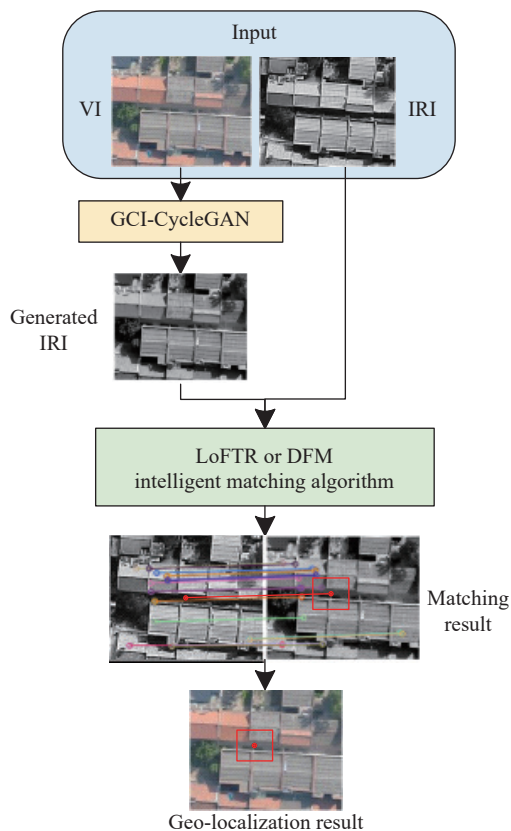 Input
VI
IRI
GCI-CycleGAN
Generated
IRI
LoFTR or DFM
intelligent matching algorithm
Matching
result
Geo-localization result